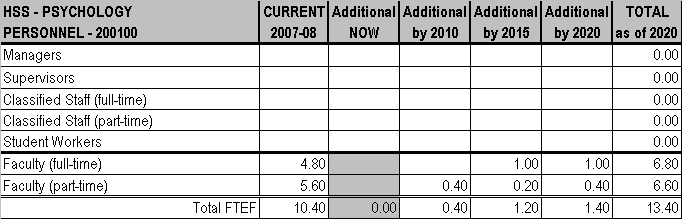 HSS - PSYCHOLOGY CURRENT Additional Additional Additional Additional TOTAL
PERSONNEL - 200100 2007-08 NOW by 2010 by 2015 by 2020 as of 2020
Managers 0.00
Supervisors 0.00
Classified Staff (full-time) 0.00
Classified Staff (part-time) 0.00
Student Workers 0.00
Faculty (full-time) 4.80 1.00 1.00 6.80
Faculty (part-time) 5.60 0.40 0.20 0.40 6.60
Total FTEF 10.40 0.00 0.40 1.20 1.40 13.40